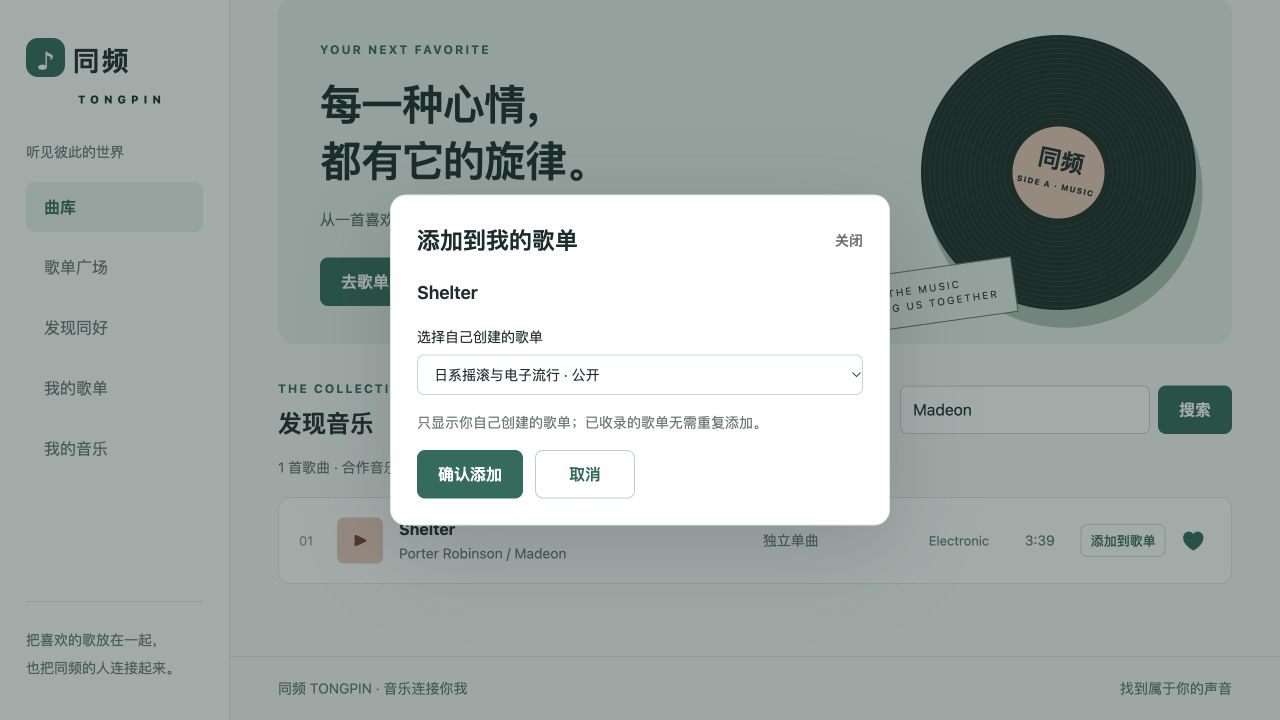 同频
TONGPIN
听见彼此的世界
曲库
歌单广场
发现同好
我的歌单
我的音乐
把喜欢的歌放在一起，
也把同频的人连接起来。
YOUR NEXT FAVORITE
每一种心情，
都有它的旋律。
从一首喜欢
去歌单
同频
SIDE A · MUSIC
THE MUSIC
G US TOGETHER
THE COLLECTI
发现音乐
1 首歌曲 · 合作音乐
Madeon
搜索
添加到我的歌单
关闭
Shelter
选择自己创建的歌单
日系摇滚与电子流行 · 公开
只显示你自己创建的歌单；已收录的歌单无需重复添加。
确认添加
取消
01
Shelter
Porter Robinson / Madeon
独立单曲
Electronic
3:39
添加到歌单
同频 TONGPIN · 音乐连接你我
找到属于你的声音